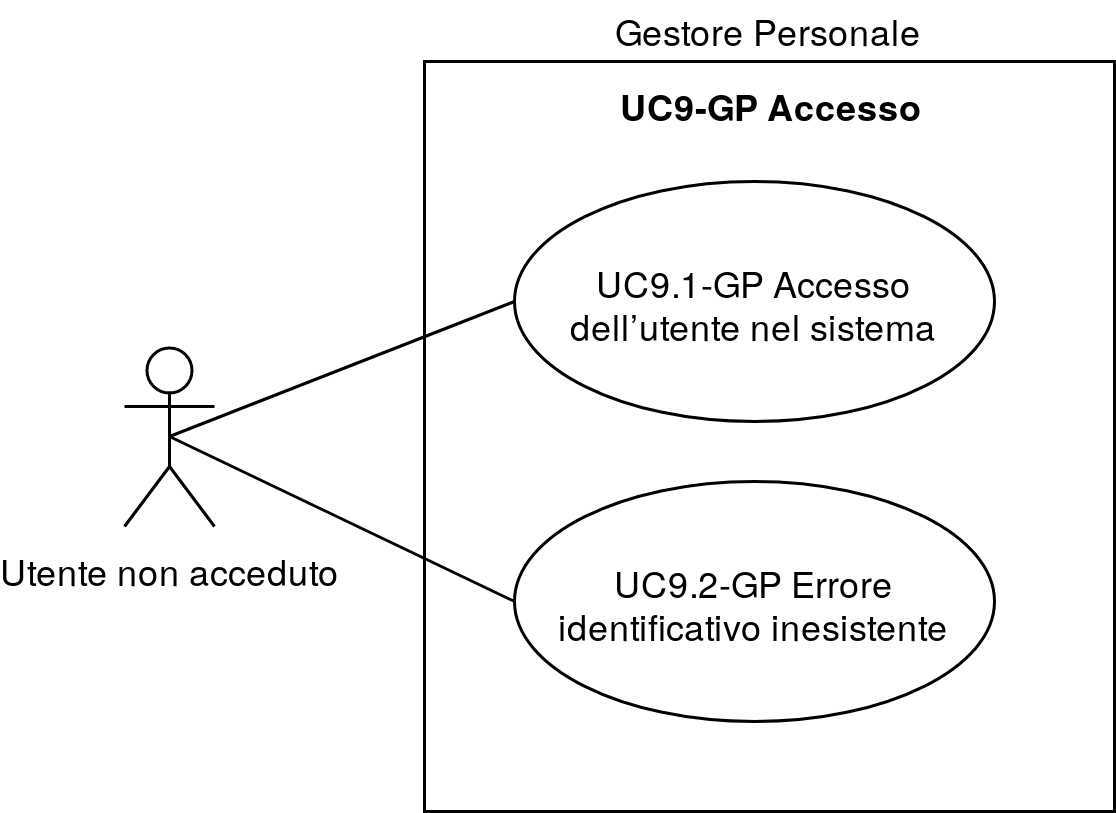 Gestore Personale
UC9-GP Accesso
UC9.1-GP Accesso
dell’utente nel sistema
Utente non acceduto
UC9.2-GP Errore
identificativo inesistente